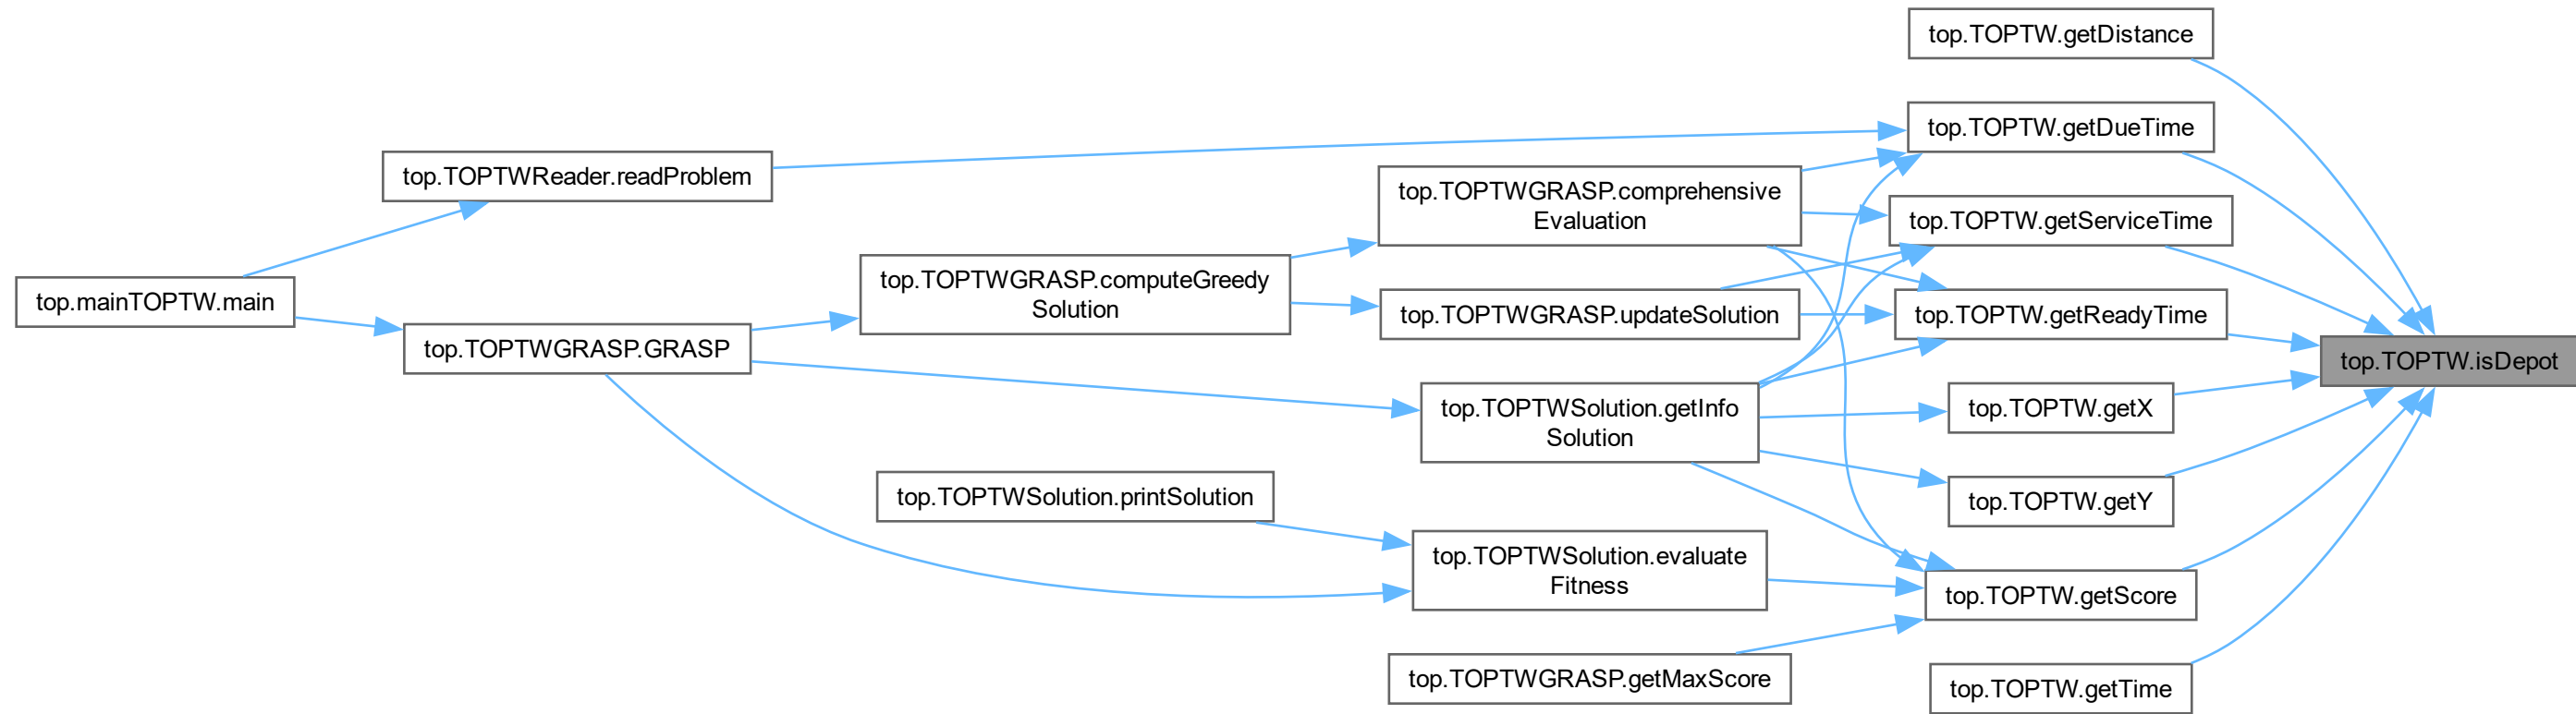 top.TOPTW.getDistance
top.TOPTW.getDueTime
top.TOPTWReader.readProblem
top.TOPTWGRASP.comprehensive
Evaluation
top.TOPTW.getServiceTime
top.mainTOPTW.main
top.TOPTWGRASP.computeGreedy
Solution
top.TOPTWGRASP.updateSolution
top.TOPTW.getReadyTime
top.TOPTWGRASP.GRASP
top.TOPTW.isDepot
top.TOPTWSolution.getInfo
Solution
top.TOPTW.getX
top.TOPTWSolution.printSolution
top.TOPTW.getY
top.TOPTWSolution.evaluate
Fitness
top.TOPTW.getScore
top.TOPTWGRASP.getMaxScore
top.TOPTW.getTime